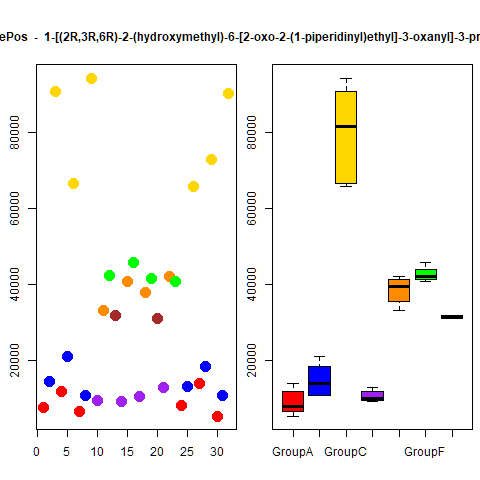 ePos - 1-[(2R,3R,6R)-2-(hydroxymethyl)-6-[2-oxo-2-(1-piperidinyl)ethyl]-3-oxanyl]-3-pr
80000
60000
40000
20000
0 5 10 15 20 25 30
80000
60000
40000
20000
GroupA GroupC GroupF